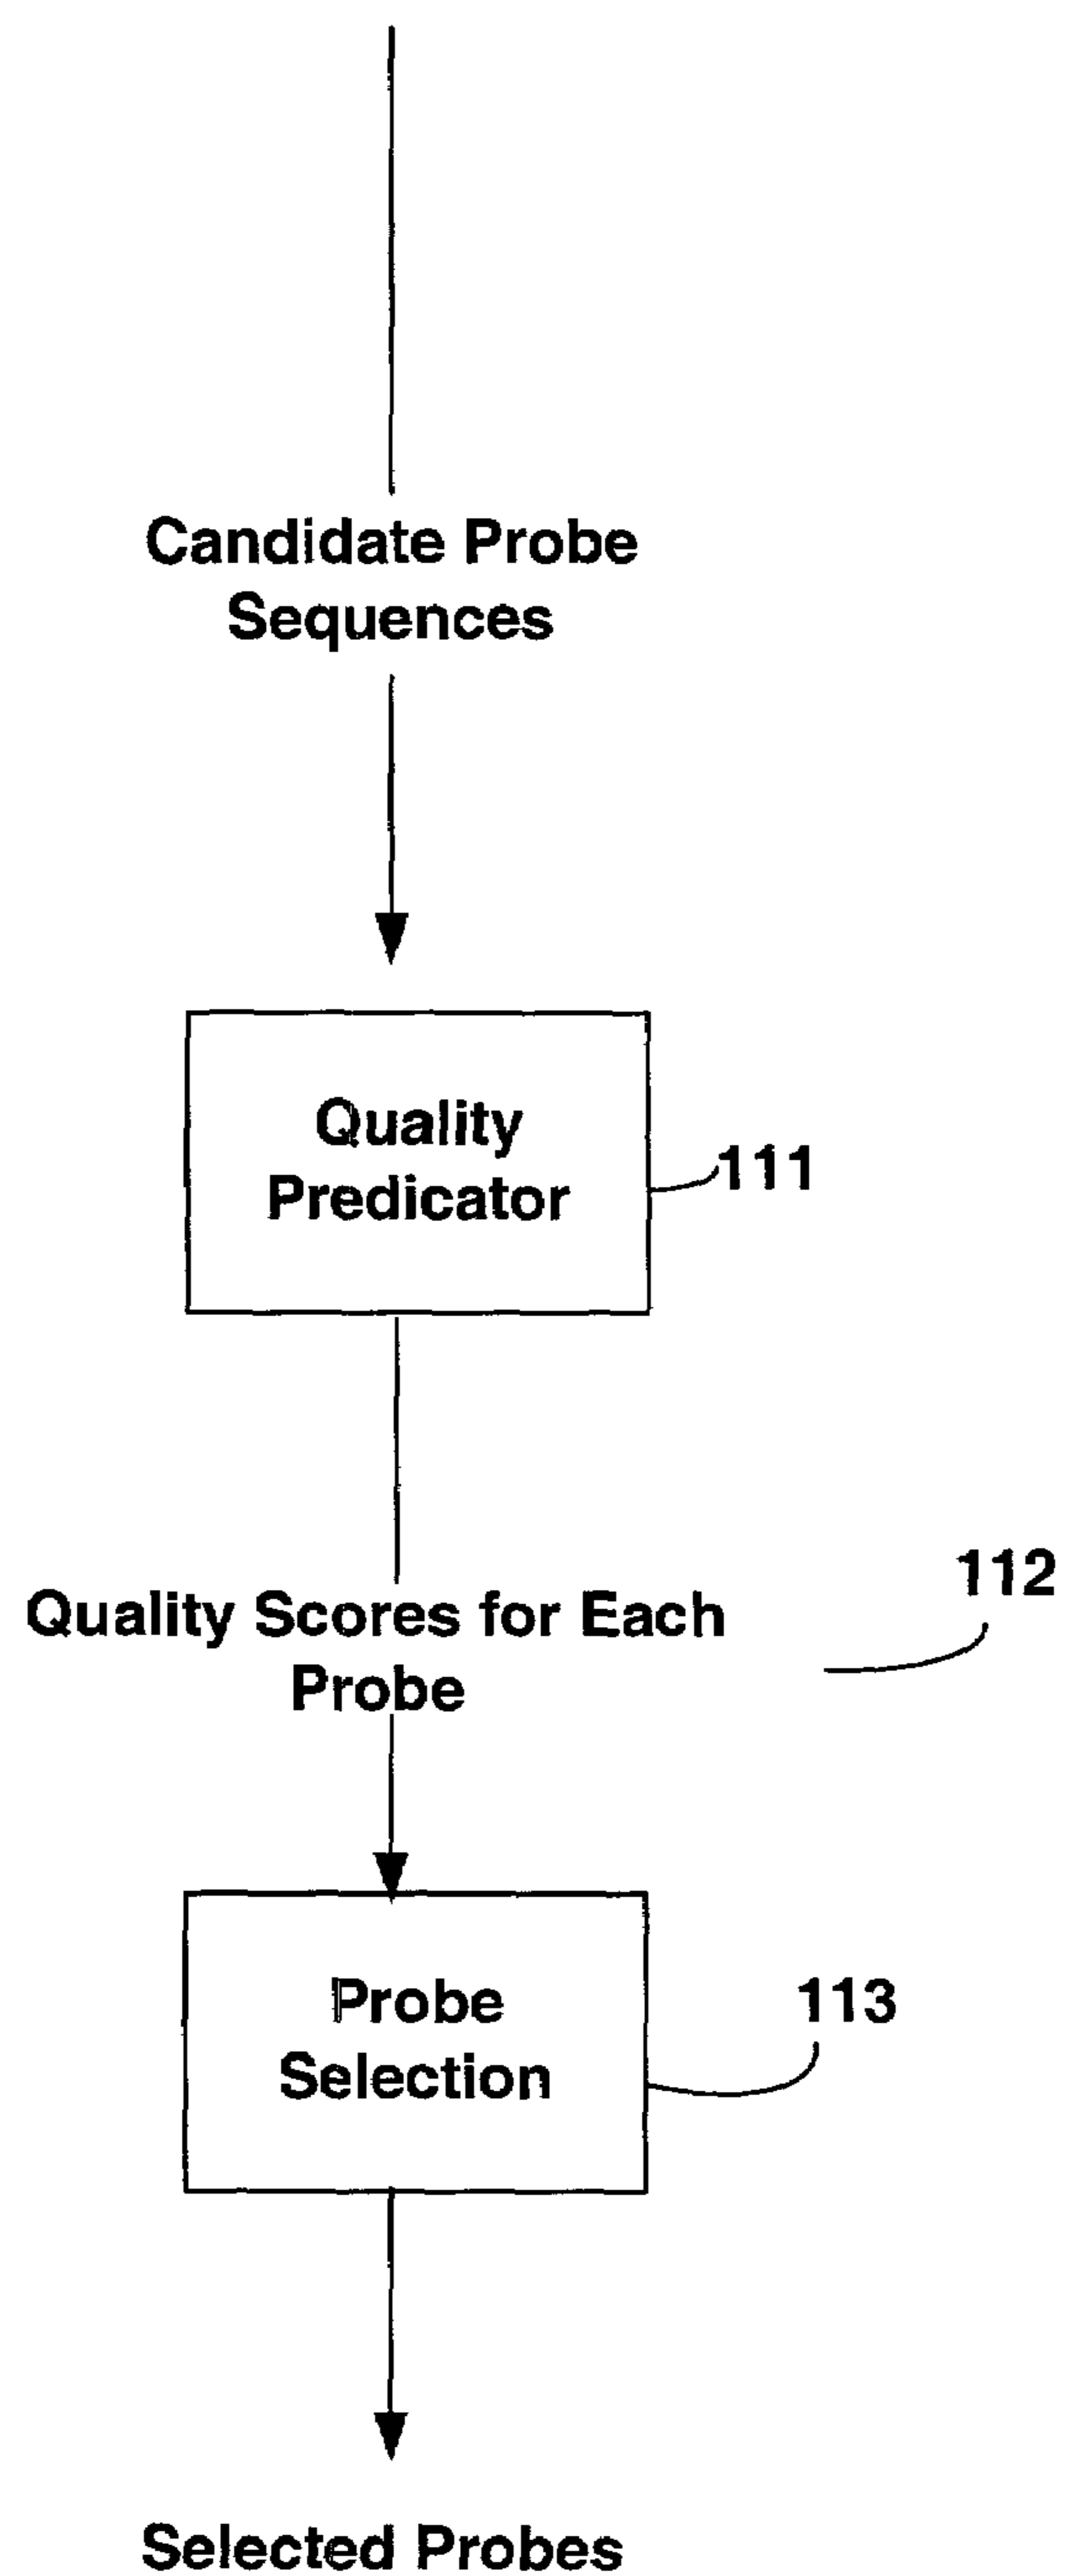 Candidate Probe
Sequences
Quality
Predicator
111
112
Quality Scores for Each
Probe
Probe
Selection
113
Selected Probes